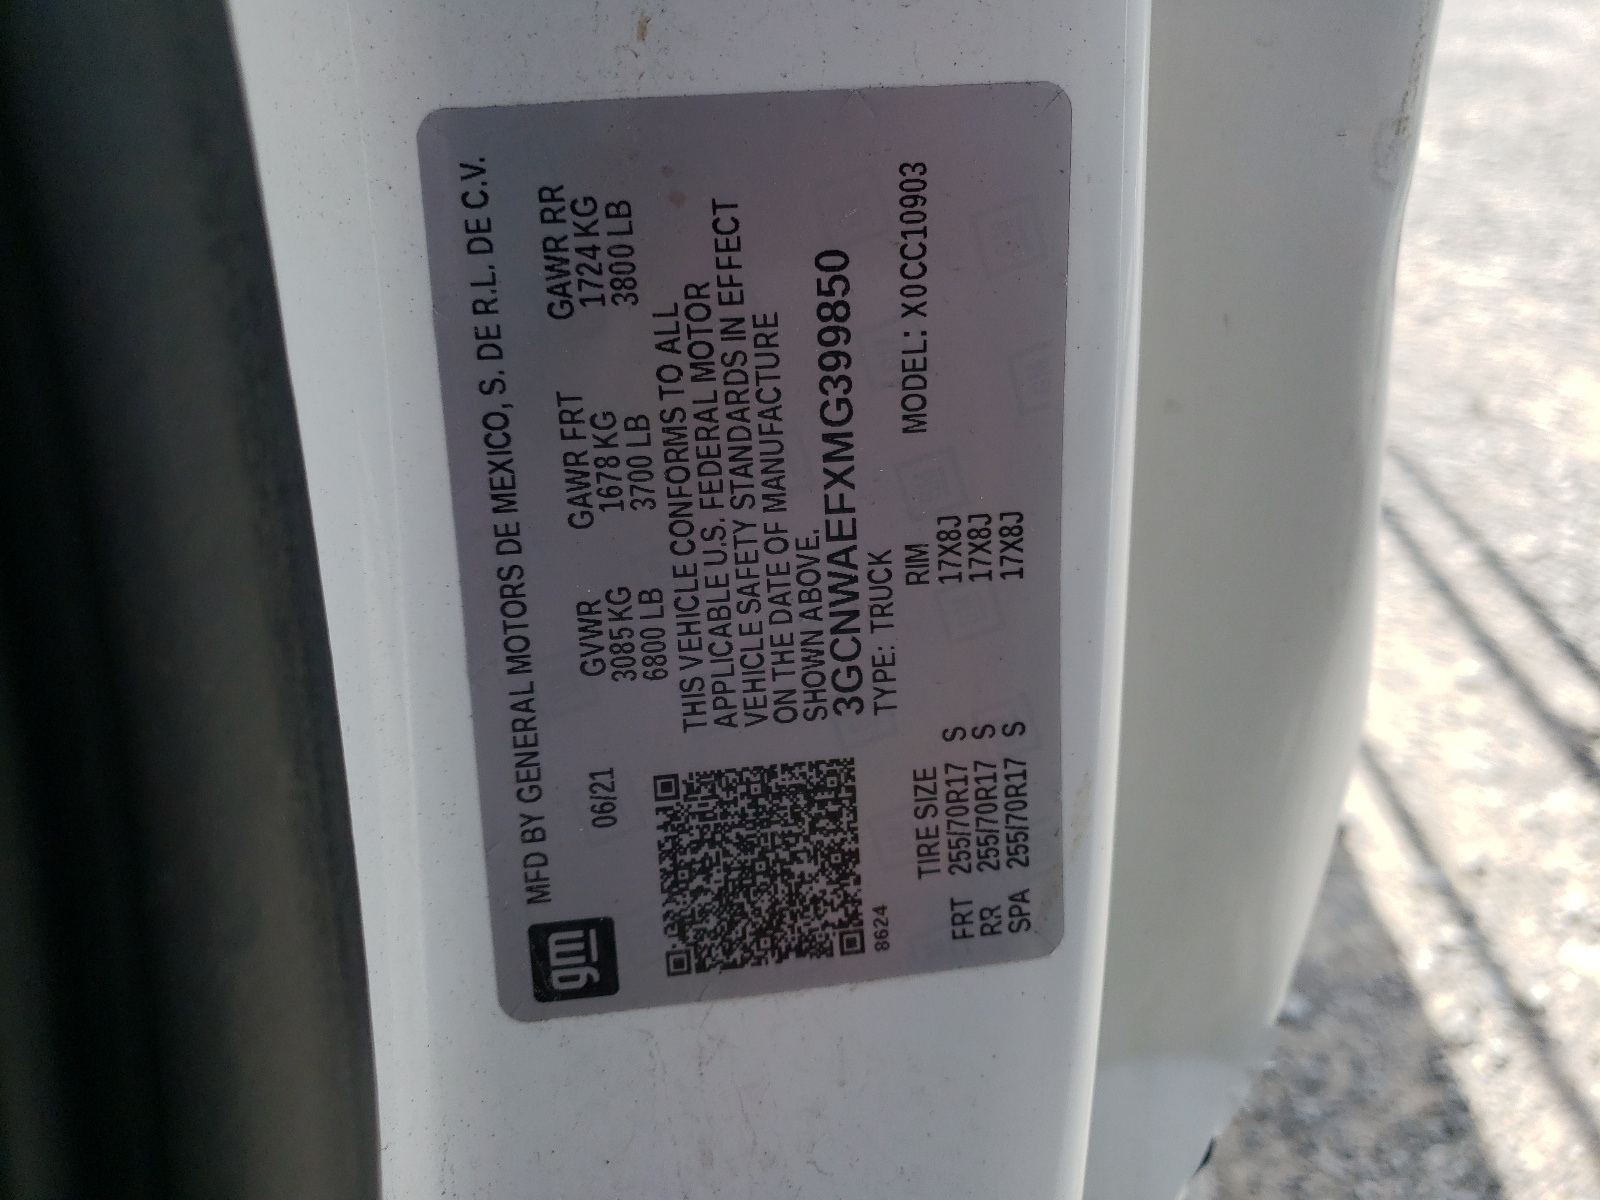 gm MFD BY GENERAL MOTORS DE MEXICO, S. DE R.L. DE C.V.
06/21 GVWR GAWR FRT GAWR RR
3085 KG 1678 KG 1724 KG
6800 LB 3700 LB 3800 LB
THIS VEHICLE CONFORMS TO ALL
APPLICABLE U.S. FEDERAL MOTOR
VEHICLE SAFETY STANDARDS IN EFFECT
ON THE DATE OF MANUFACTURE
SHOWN ABOVE.
3GCNWAEFXMG399850
8624 TYPE: TRUCK
TIRE SIZE RIM MODEL: X0CC10903
FRT 255/70R17 S 17X8J
RR 255/70R17 S 17X8J
SPA 255/70R17 S 17X8J